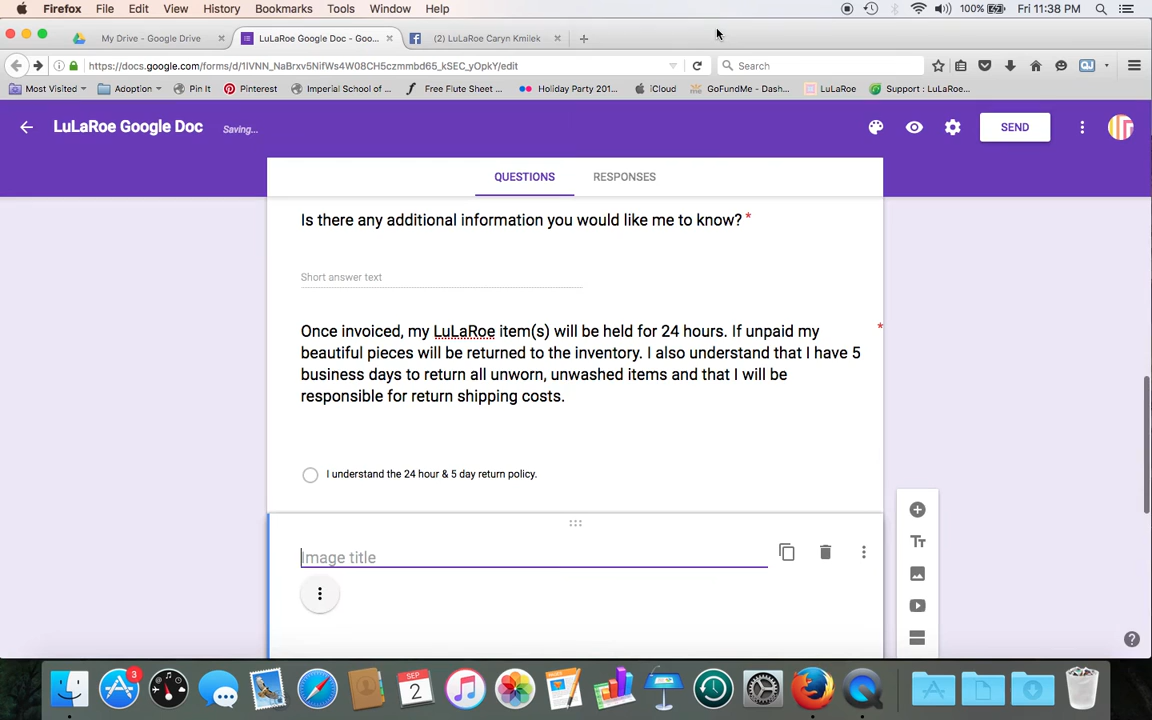 Firefox File Edit View History Bookmarks Tools Window Help 100% Fri 11:38 PM
My Drive - Google Drive LuLaRoe Google Doc - Goo... (2) LuLaRoe Caryn Kmilek
https://docs.google.com/forms/d/1IVNN_NaBrxv5NifWs4W08CH5czmmbd65_kSEC_yOpkY/edit Search
Most Visited Adoption Pin It Pinterest Imperial School of ... Free Flute Sheet ... Holiday Party 201... iCloud GoFundMe - Dash... LuLaRoe Support : LuLaRoe...
LuLaRoe Google Doc Saving... SEND
QUESTIONS RESPONSES
Is there any additional information you would like me to know? *
Short answer text
Once invoiced, my LuLaRoe item(s) will be held for 24 hours. If unpaid my *
beautiful pieces will be returned to the inventory. I also understand that I have 5
business days to return all unworn, unwashed items and that I will be
responsible for return shipping costs.
I understand the 24 hour & 5 day return policy.
Image title
Tт
3
SEP
2